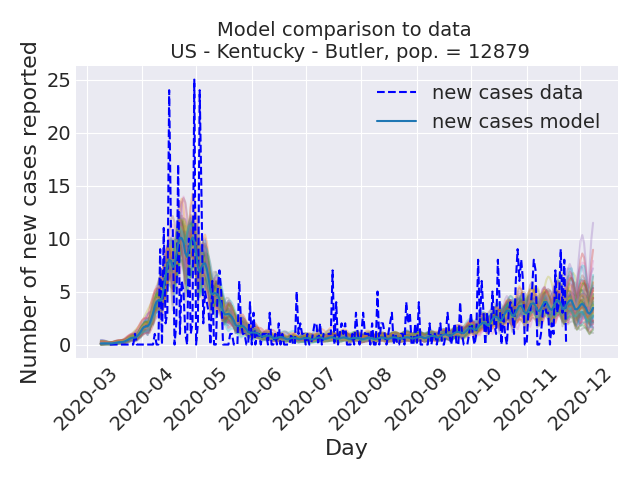 Model comparison to data
US - Kentucky - Butler, pop. = 12879
Number of new cases reported
25
20
15
10
5
0
new cases data
new cases model
2020-03
2020-04
2020-05
2020-06
2020-07
2020-08
2020-09
2020-10
2020-11
2020-12
Day